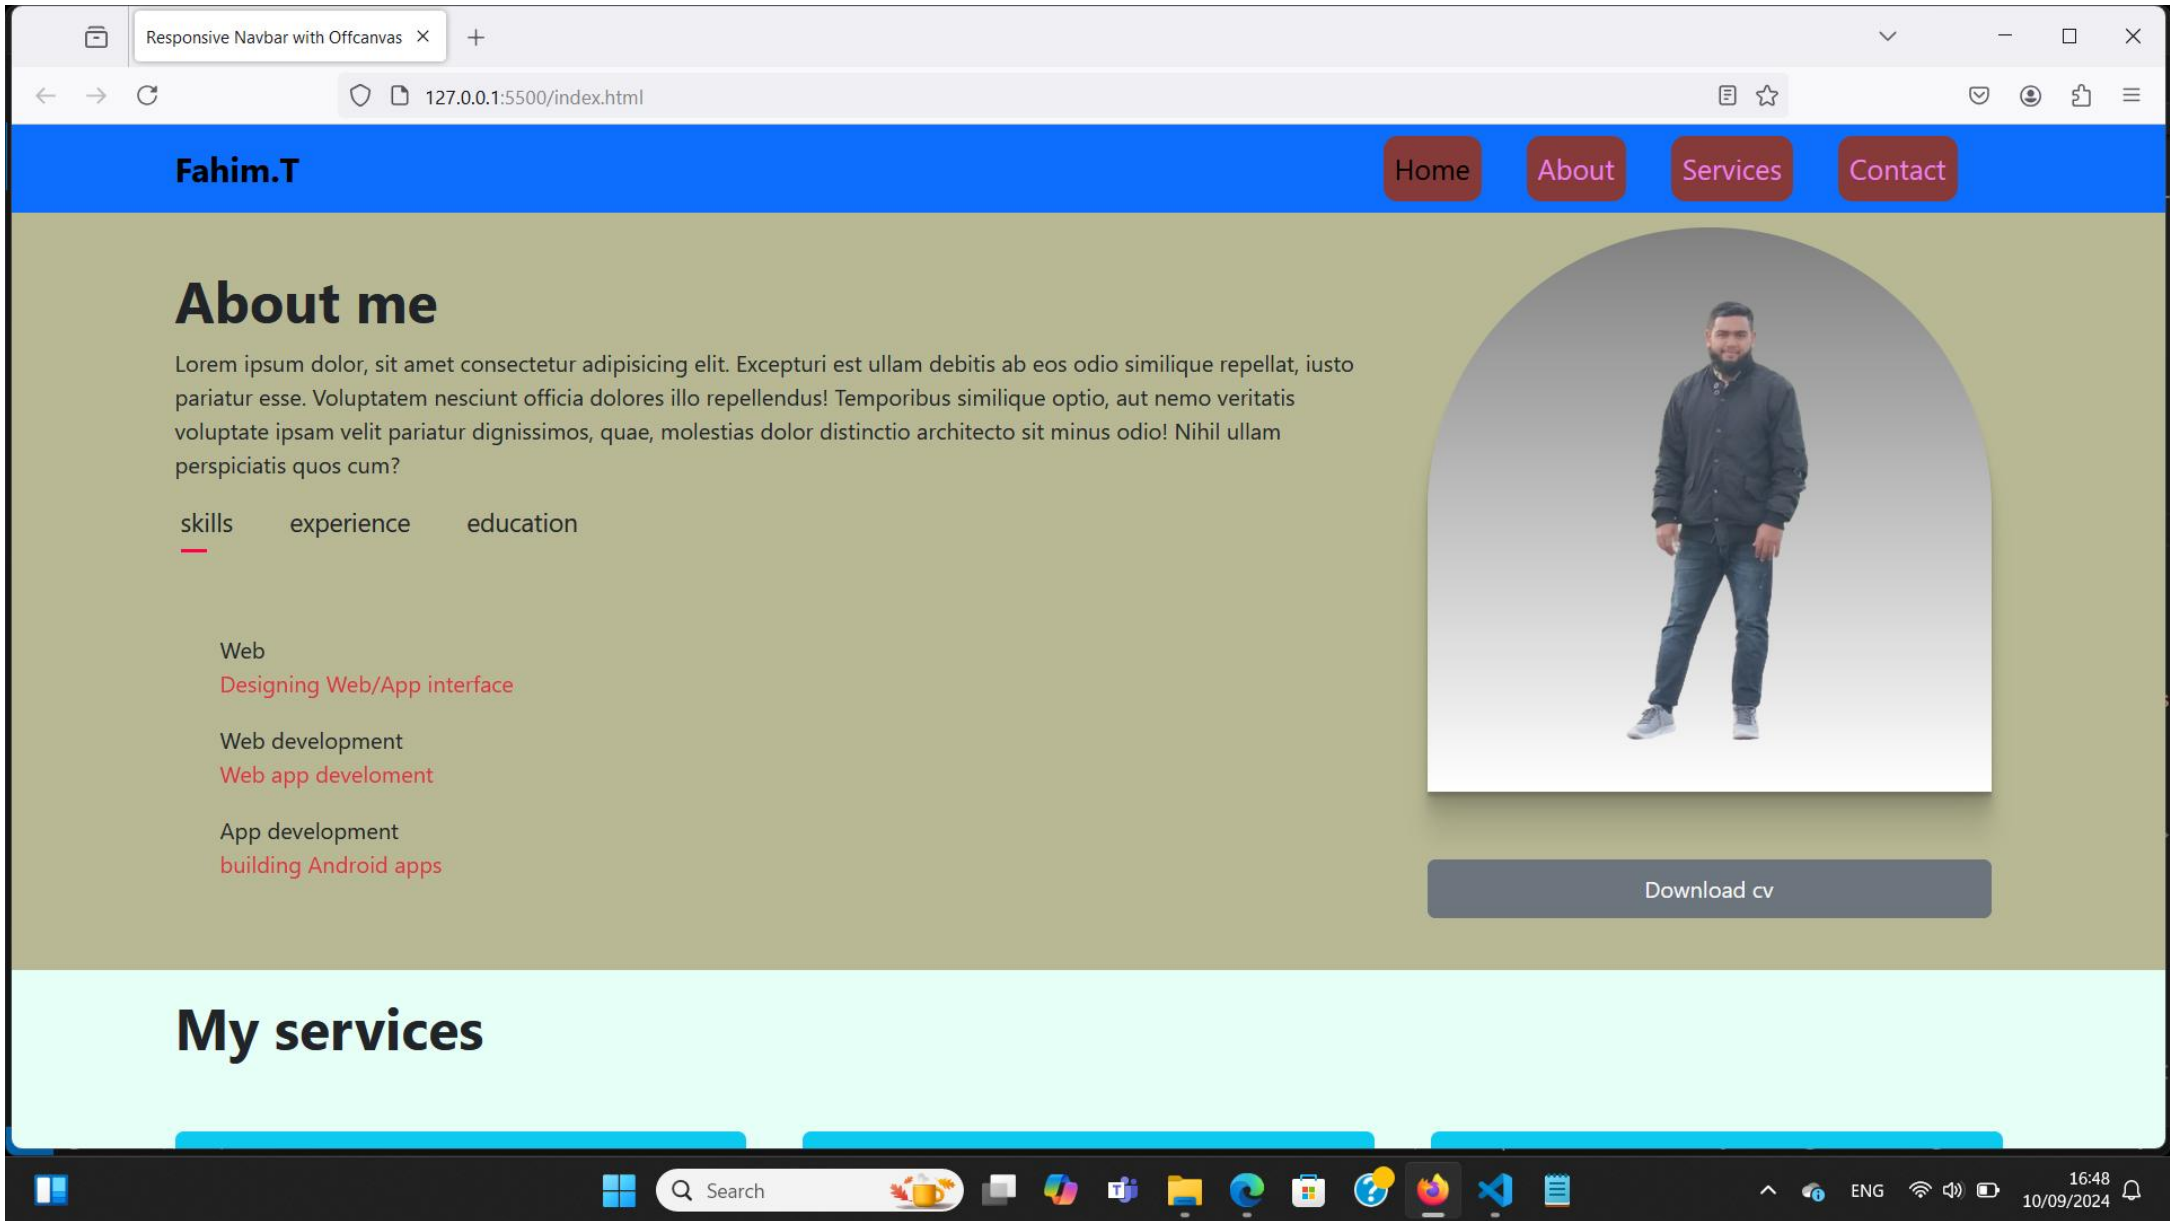 Responsive Navbar with Offcanvas
127.0.0.1:5500/index.html
Fahim.T
Home About Services Contact
About me
Lorem ipsum dolor, sit amet consectetur adipisicing elit. Excepturi est ullam debitis ab eos odio similique repellat, iusto
pariatur esse. Voluptatem nesciunt officia dolores illo repellendus! Temporibus similique optio, aut nemo veritatis
voluptate ipsam velit pariatur dignissimos, quae, molestias dolor distinctio architecto sit minus odio! Nihil ullam
perspiciatis quos cum?
skills experience education
Web
Designing Web/App interface
Web development
Web app develoment
App development
building Android apps
Download cv
My services
Search
ENG
16:48
10/09/2024